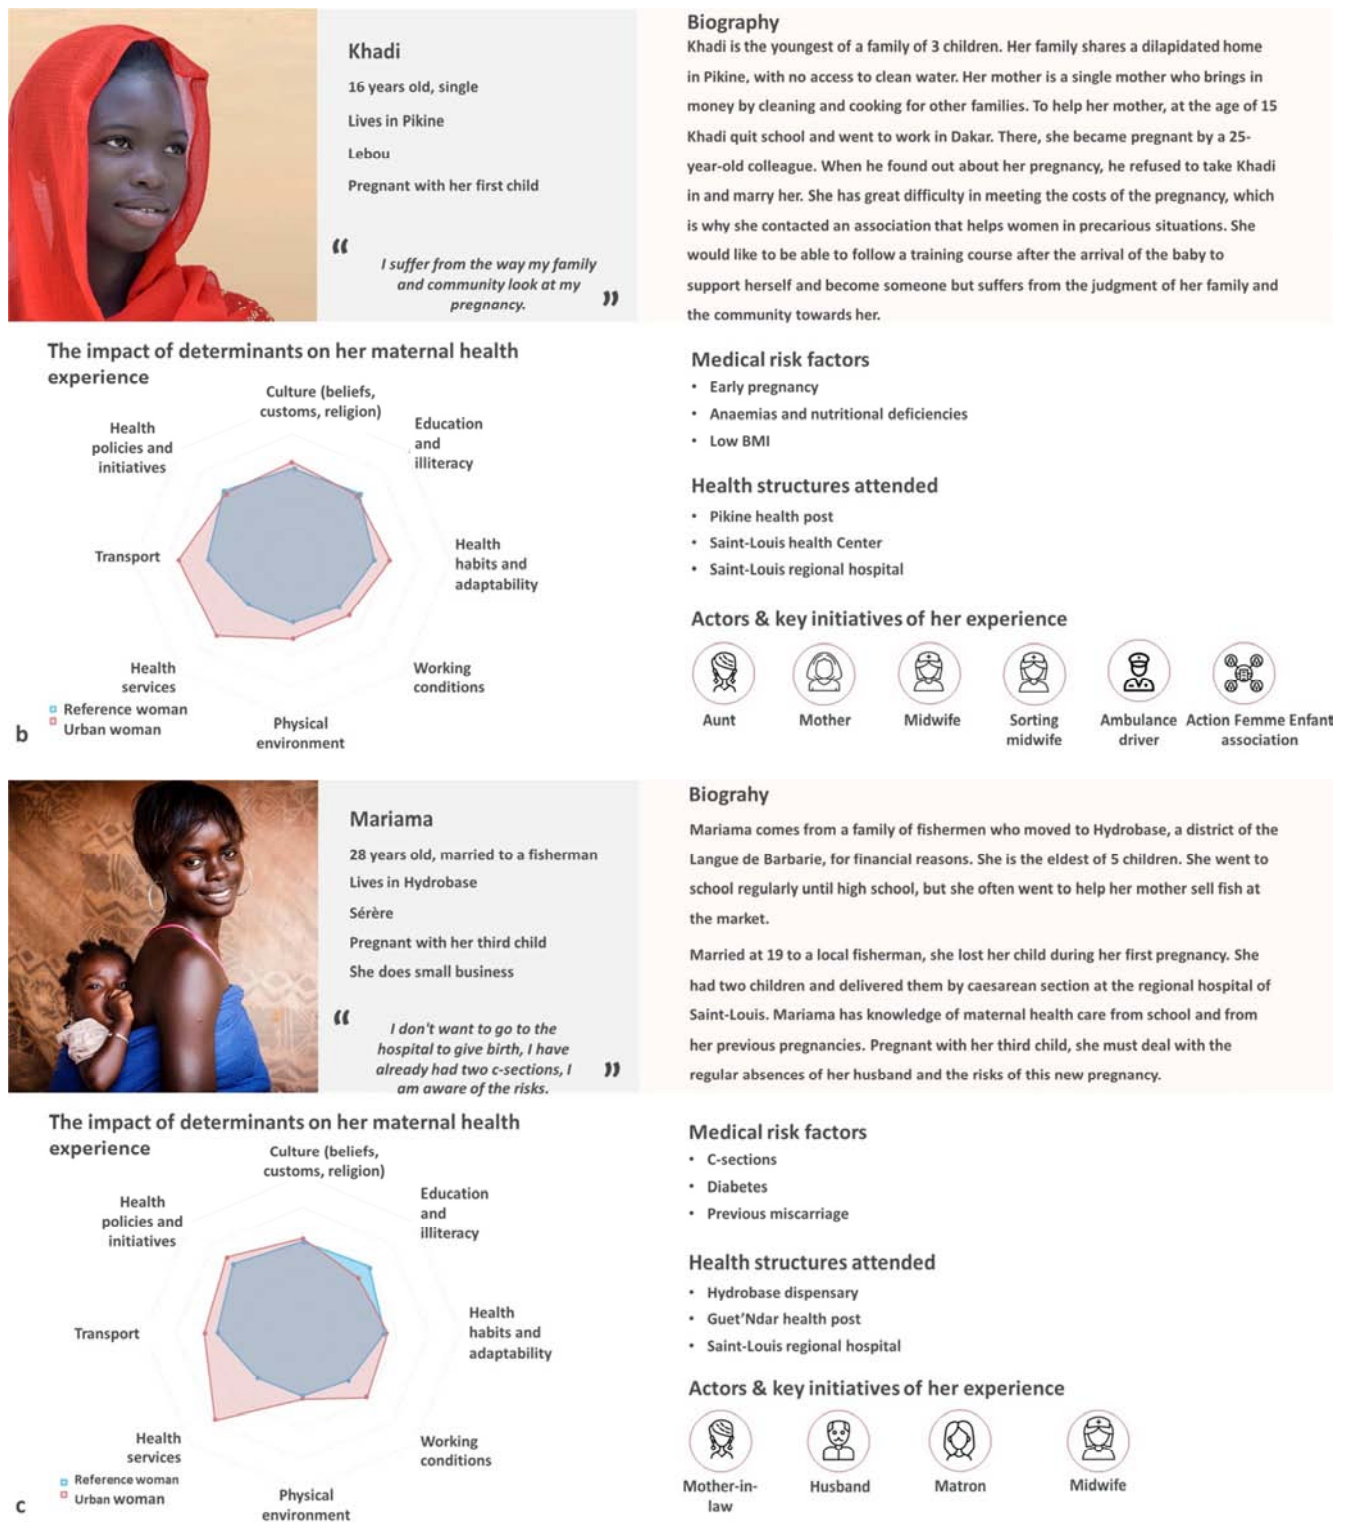 Khadi
16 years old, single
Lives in Pikine
Lebou
Pregnant with her first child
“
I suffer from the way my family
and community look at my
pregnancy.
”
Biography
Khadi is the youngest of a family of 3 children. Her family shares a dilapidated home
in Pikine, with no access to clean water. Her mother is a single mother who brings in
money by cleaning and cooking for other families. To help her mother, at the age of 15
Khadi quit school and went to work in Dakar. There, she became pregnant by a 25-
year-old colleague. When he found out about her pregnancy, he refused to take Khadi
in and marry her. She has great difficulty in meeting the costs of the pregnancy, which
is why she contacted an association that helps women in precarious situations. She
would like to be able to follow a training course after the arrival of the baby to
support herself and become someone but suffers from the judgment of her family and
the community towards her.
The impact of determinants on her maternal health
experience
Culture (beliefs,
customs, religion)
Education
and
illiteracy
Health
habits and
adaptability
Working
conditions
Physical
environment
Health
services
Transport
Health
policies and
initiatives
Reference woman
Urban woman
b
Medical risk factors
• Early pregnancy
• Anaemias and nutritional deficiencies
• Low BMI
Health structures attended
• Pikine health post
• Saint-Louis health Center
• Saint-Louis regional hospital
Actors & key initiatives of her experience
Aunt
Mother
Midwife
Sorting
midwife
Ambulance
driver
Action Femme Enfant
association
Mariama
28 years old, married to a fisherman
Lives in Hydrobase
Sérère
Pregnant with her third child
She does small business
“
I don't want to go to the
hospital to give birth, I have
already had two c-sections, I
am aware of the risks.
”
Biograhy
Mariama comes from a family of fishermen who moved to Hydrobase, a district of the
Langue de Barbarie, for financial reasons. She is the eldest of 5 children. She went to
school regularly until high school, but she often went to help her mother sell fish at
the market.
Married at 19 to a local fisherman, she lost her child during her first pregnancy. She
had two children and delivered them by caesarean section at the regional hospital of
Saint-Louis. Mariama has knowledge of maternal health care from school and from
her previous pregnancies. Pregnant with her third child, she must deal with the
regular absences of her husband and the risks of this new pregnancy.
The impact of determinants on her maternal health
experience
Culture (beliefs,
customs, religion)
Education
and
illiteracy
Health
habits and
adaptability
Working
conditions
Physical
environment
Health
services
Transport
Health
policies and
initiatives
Reference woman
Urban woman
c
Medical risk factors
• C-sections
• Diabetes
• Previous miscarriage
Health structures attended
• Hydrobase dispensary
• Guet’Ndar health post
• Saint-Louis regional hospital
Actors & key initiatives of her experience
Mother-in-
law
Husband
Matron
Midwife